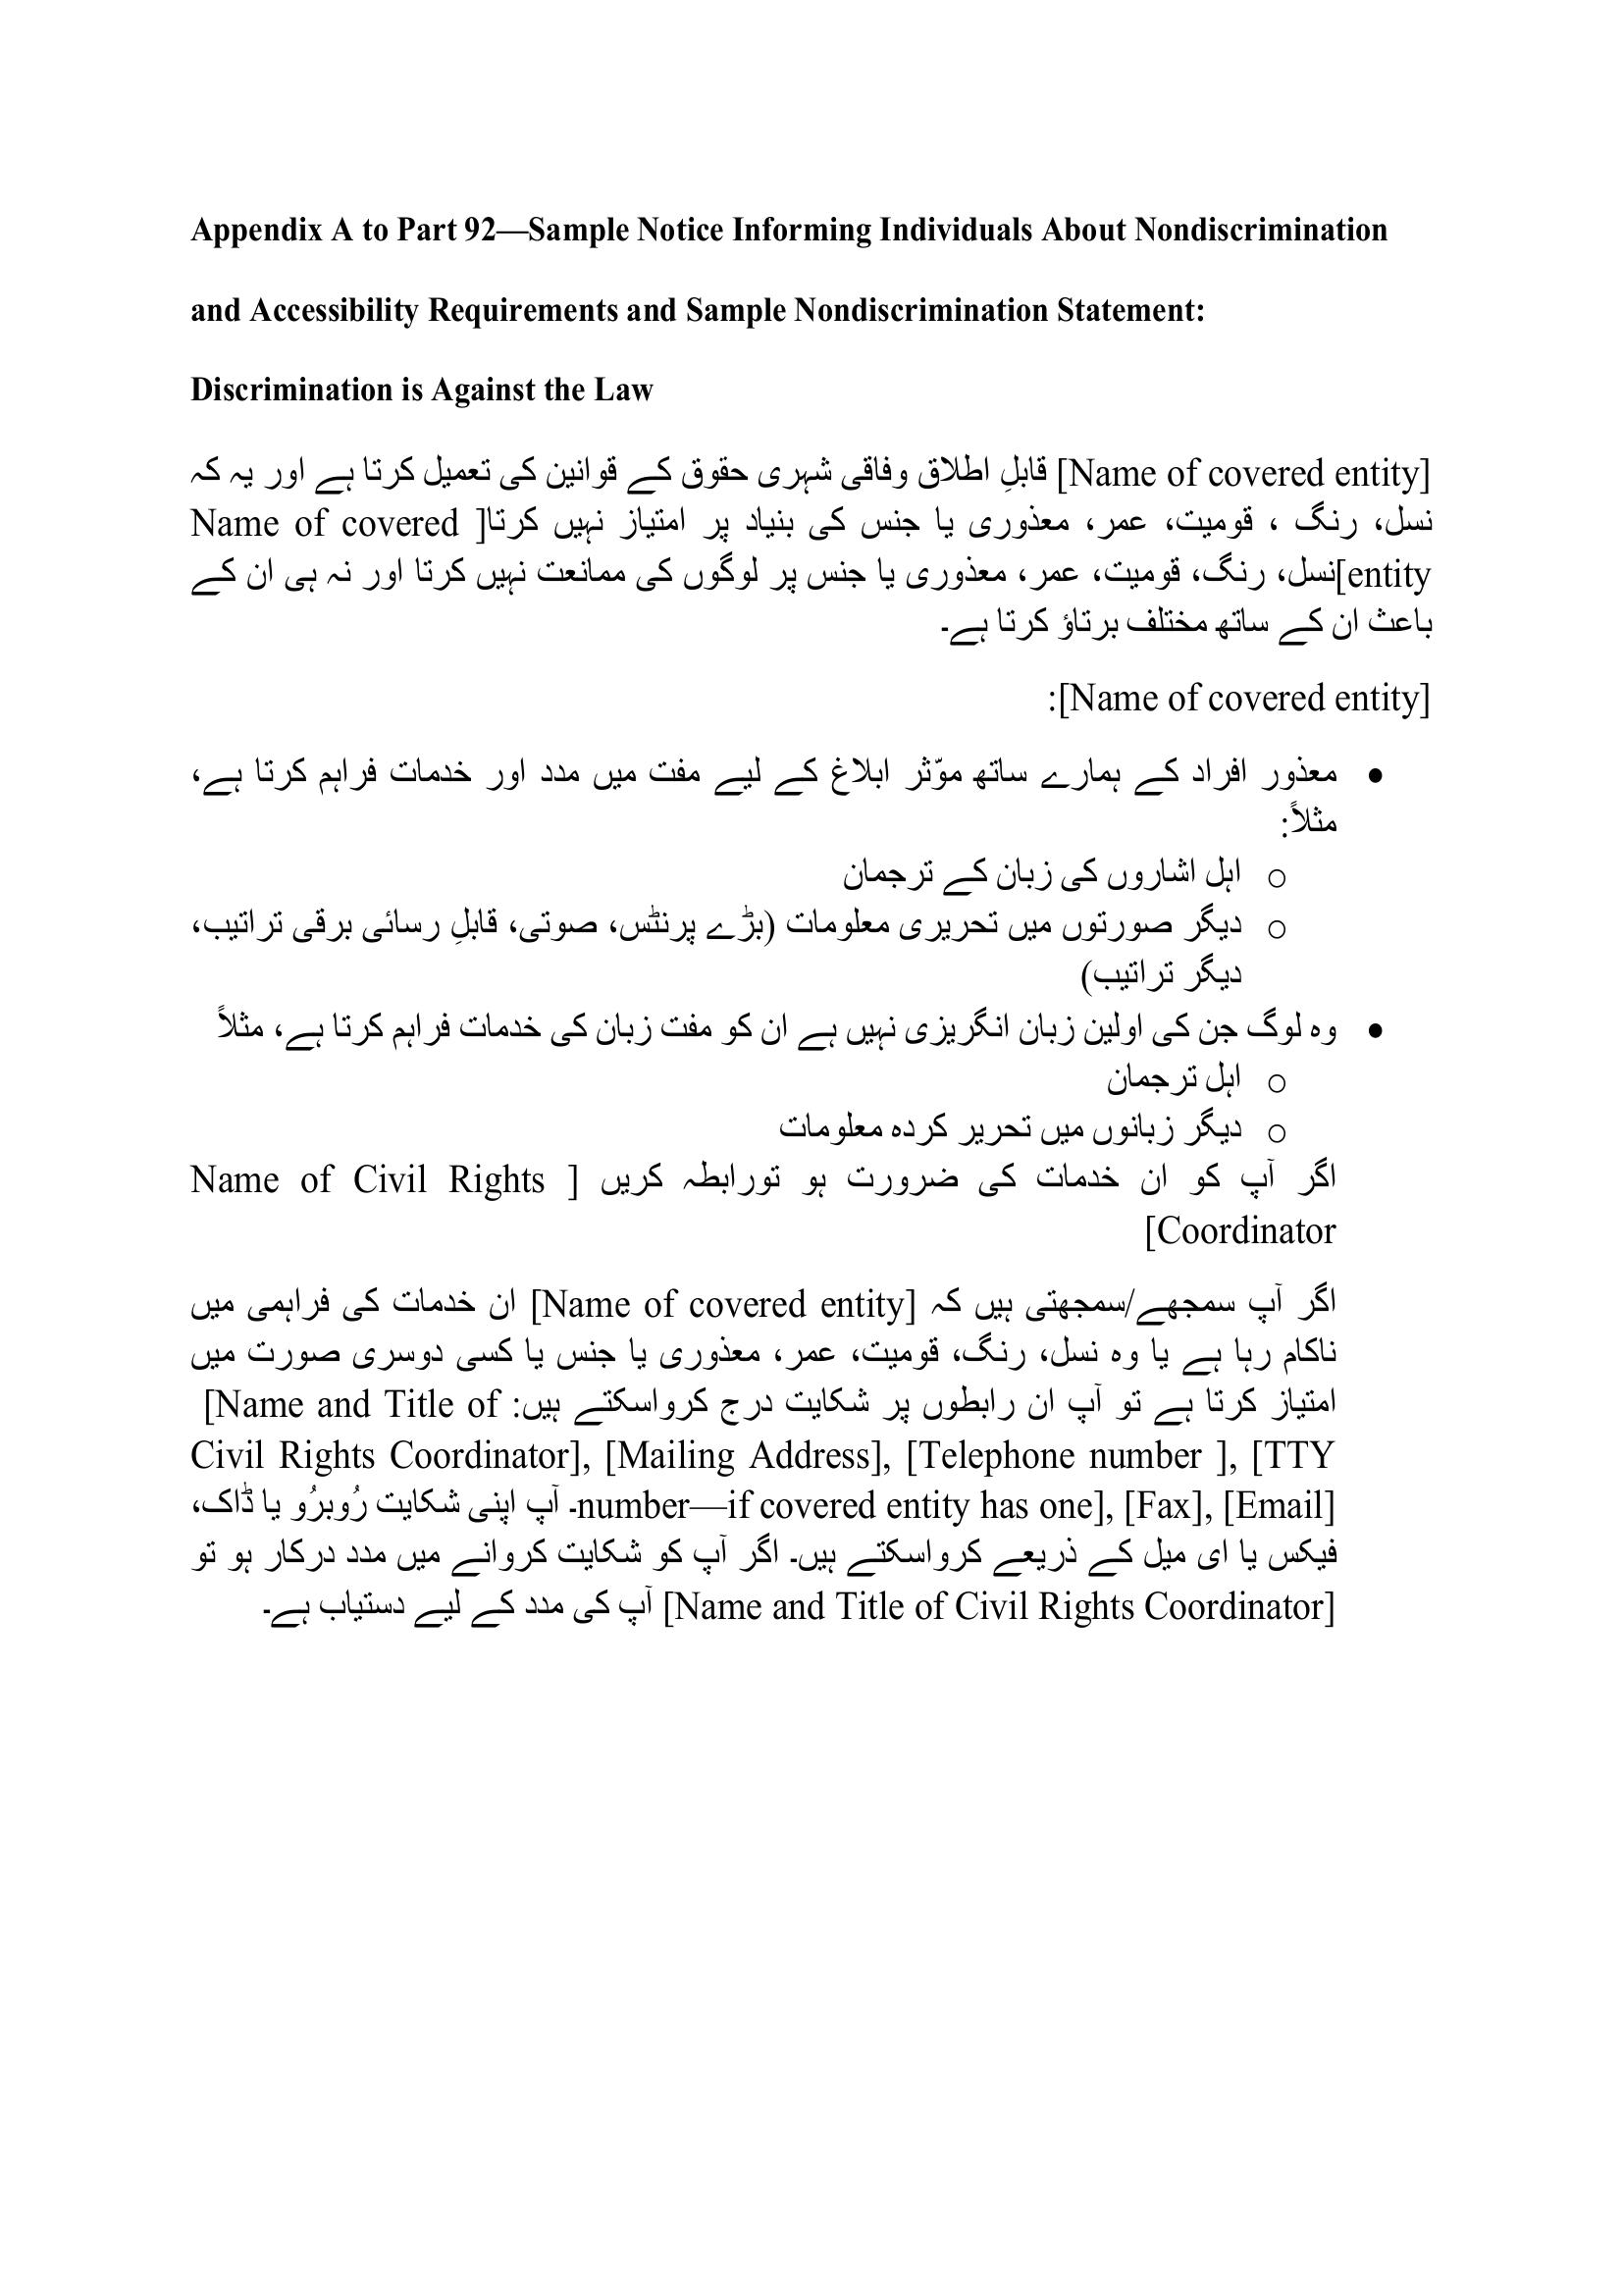 Appendix A to Part 92—Sample Notice Informing Individuals About Nondiscrimination
and Accessibility Requirements and Sample Nondiscrimination Statement:
Discrimination is Against the Law
[Name of covered entity] قابلِ اطلاق وفاقی شہری حقوق کے قوانین کی تعمیل کرتا ہے اور یہ کہ
نسل، رنگ ، قومیت، عمر، معذوری یا جنس کی بنیاد پر امتیاز نہیں کرتا[ Name of covered
entity]نسل، رنگ، قومیت، عمر، معذوری یا جنس پر لوگوں کی ممانعت نہیں کرتا اور نہ ہی ان کے
باعث ان کے ساتھ مختلف برتاؤ کرتا ہے۔
[Name of covered entity]:
• معذور افراد کے ہمارے ساتھ موّثر ابلاغ کے لیے مفت میں مدد اور خدمات فراہم کرتا ہے،
مثلاً:
o اہل اشاروں کی زبان کے ترجمان
o دیگر صورتوں میں تحریری معلومات (بڑے پرنٹس، صوتی، قابلِ رسائی برقی تراتیب،
دیگر تراتیب)
• وہ لوگ جن کی اولین زبان انگریزی نہیں ہے ان کو مفت زبان کی خدمات فراہم کرتا ہے، مثلاً
o اہل ترجمان
o دیگر زبانوں میں تحریر کردہ معلومات
اگر آپ کو ان خدمات کی ضرورت ہو تورابطہ کریں [ Name of Civil Rights
Coordinator]
اگر آپ سمجھے/سمجھتی ہیں کہ [Name of covered entity] ان خدمات کی فراہمی میں
ناکام رہا ہے یا وہ نسل، رنگ، قومیت، عمر، معذوری یا جنس یا کسی دوسری صورت میں
امتیاز کرتا ہے تو آپ ان رابطوں پر شکایت درج کرواسکتے ہیں: [Name and Title of
Civil Rights Coordinator], [Mailing Address], [Telephone number ], [TTY
number—if covered entity has one], [Fax], [Email]۔ آپ اپنی شکایت رُوبرُو یا ڈاک،
فیکس یا ای میل کے ذریعے کرواسکتے ہیں۔ اگر آپ کو شکایت کروانے میں مدد درکار ہو تو
[Name and Title of Civil Rights Coordinator] آپ کی مدد کے لیے دستیاب ہے۔